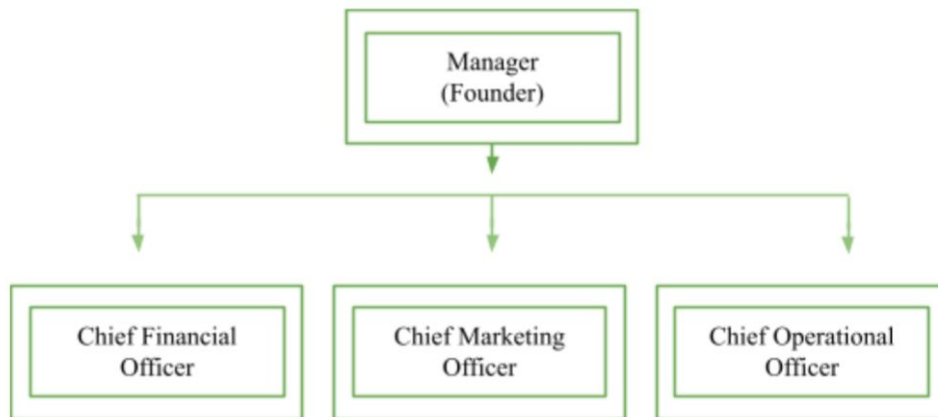 Manager
(Founder)
Chief Financial
Officer
Chief Marketing
Officer
Chief Operational
Officer